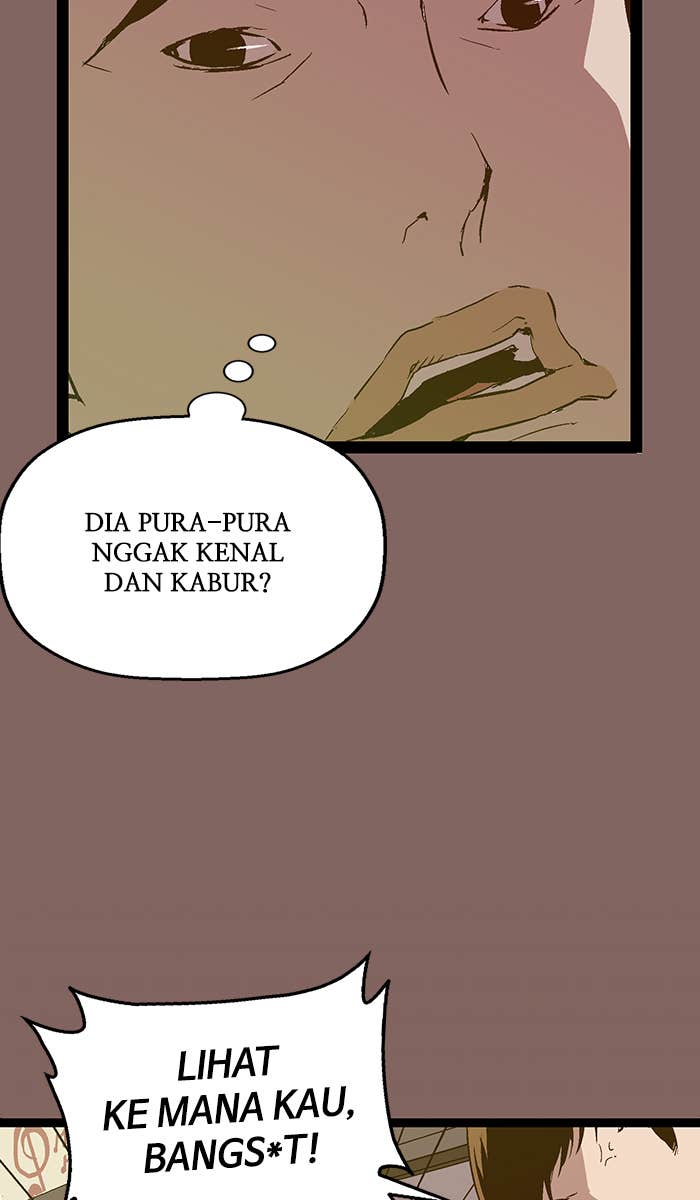 DIA PURA-PURA
NGGAK KENAL
DAN KABUR?
LIHAT
KE MANA KAU,
BANGS*T!